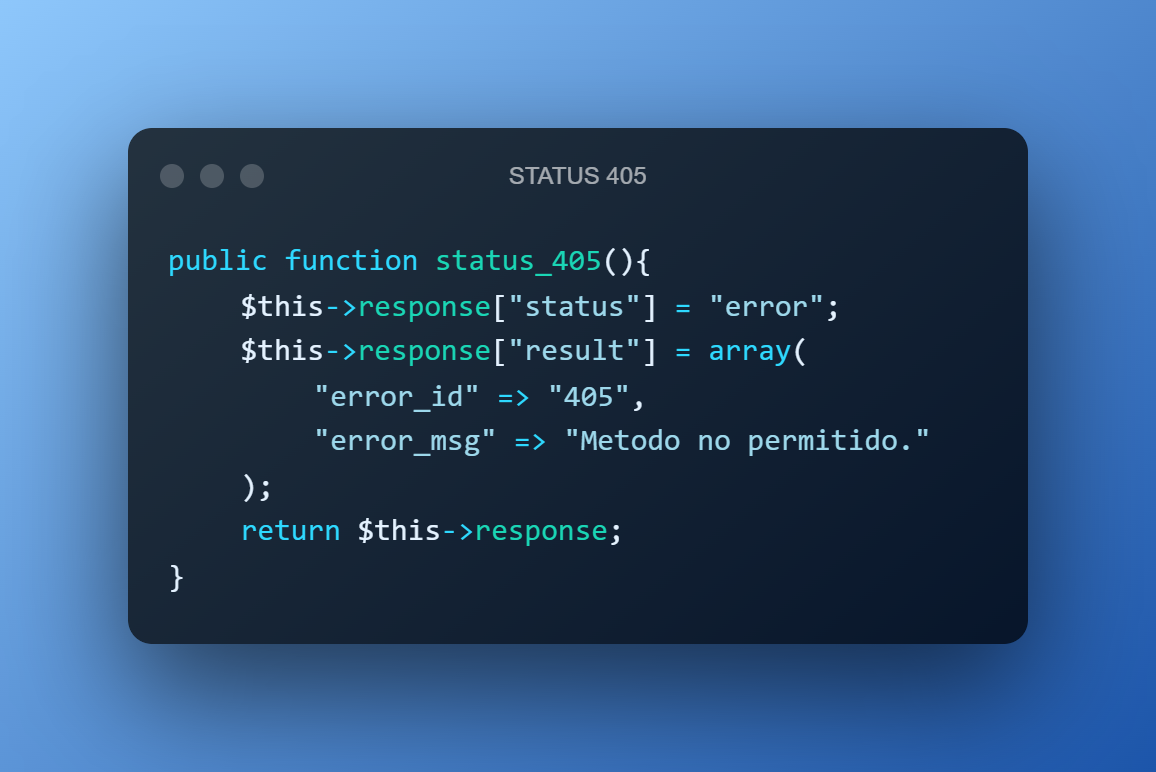 STATUS 405
public function status_405(){
$this->response["status"] = "error";
$this->response["result"] = array(
"error_id" => "405",
"error_msg" => "Metodo no permitido."
);
return $this->response;
}